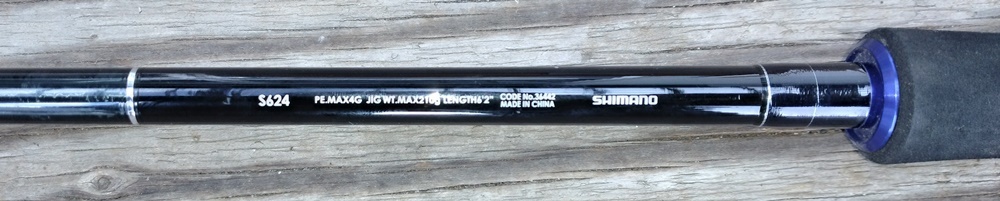 S624 PE.MAX4G JIG WT.MAX210g LENGTH6'2" CODE No.36442 SHIMANO
MADE IN CHINA